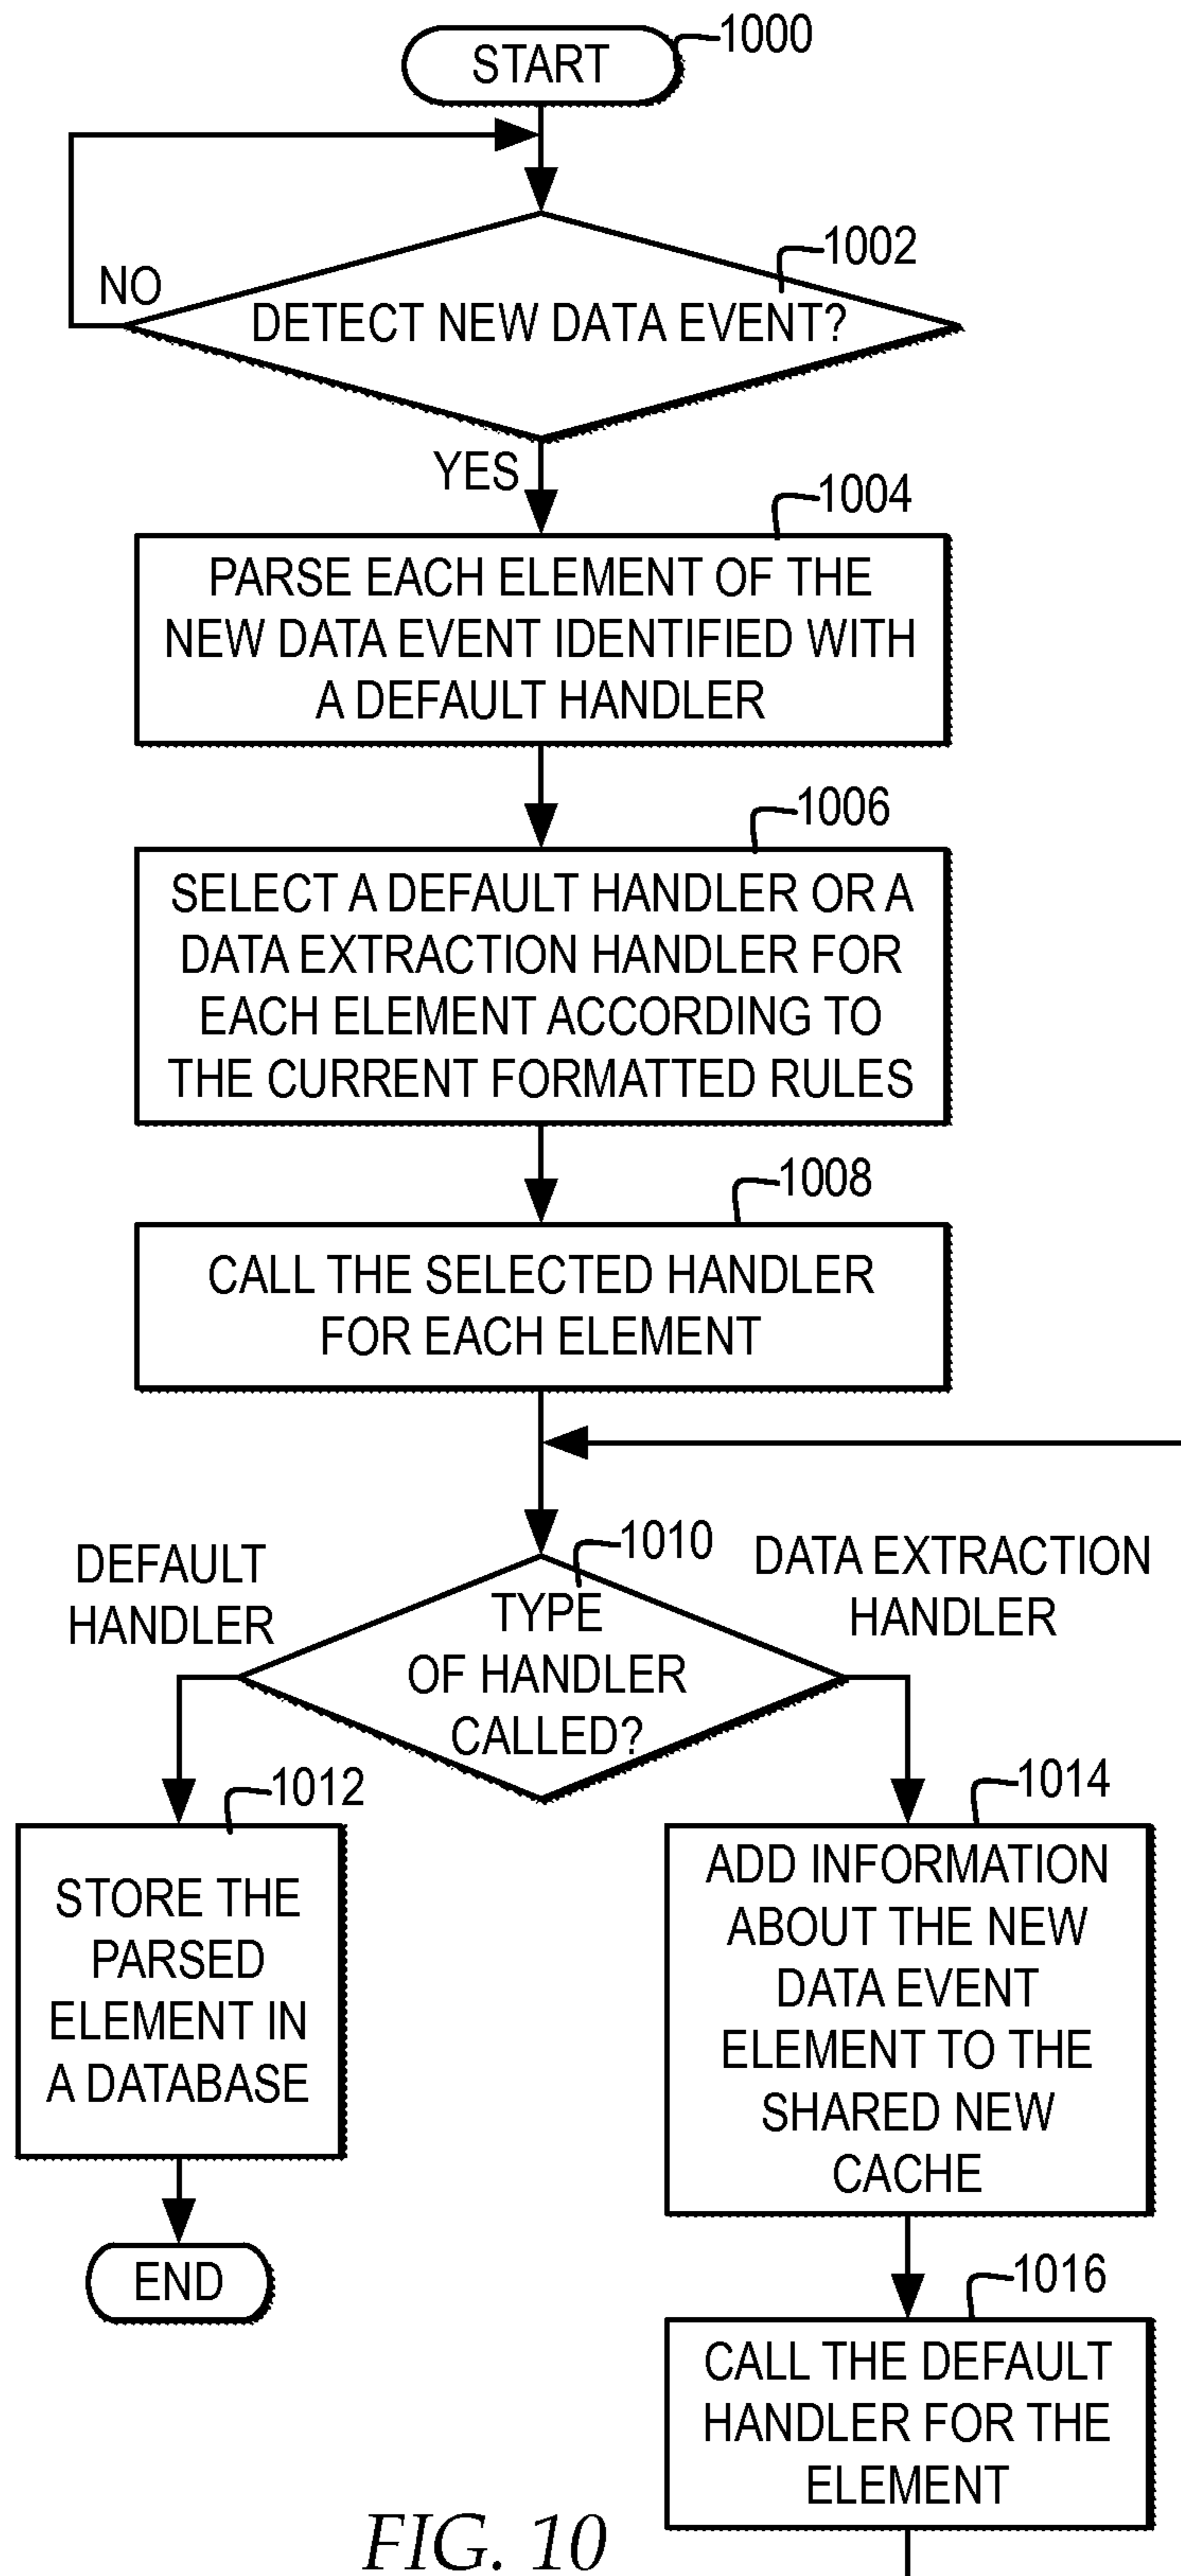 START
1000
NO
1002
DETECT NEW DATA EVENT?
YES
1004
PARSE EACH ELEMENT OF THE
NEW DATA EVENT IDENTIFIED WITH
A DEFAULT HANDLER
1006
SELECT A DEFAULT HANDLER OR A
DATA EXTRACTION HANDLER FOR
EACH ELEMENT ACCORDING TO
THE CURRENT FORMATTED RULES
1008
CALL THE SELECTED HANDLER
FOR EACH ELEMENT
1010
DEFAULT
HANDLER
TYPE
OF HANDLER
CALLED?
DATA EXTRACTION
HANDLER
1012
STORE THE
PARSED
ELEMENT IN
A DATABASE
END
1014
ADD INFORMATION
ABOUT THE NEW
DATA EVENT
ELEMENT TO THE
SHARED NEW
CACHE
1016
CALL THE DEFAULT
HANDLER FOR THE
ELEMENT
FIG. 10